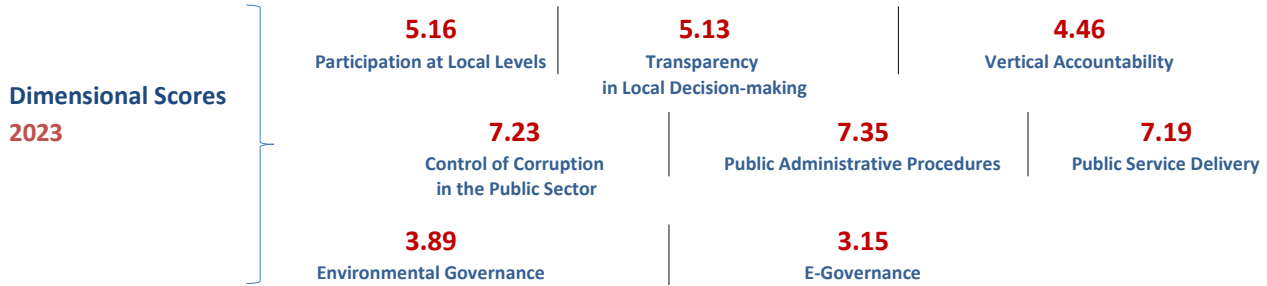 Dimensional Scores
2023
5.16
Participation at Local Levels
5.13
Transparency
in Local Decision-making
4.46
Vertical Accountability
7.23
Control of Corruption
in the Public Sector
7.35
Public Administrative Procedures
7.19
Public Service Delivery
3.89
Environmental Governance
3.15
E-Governance